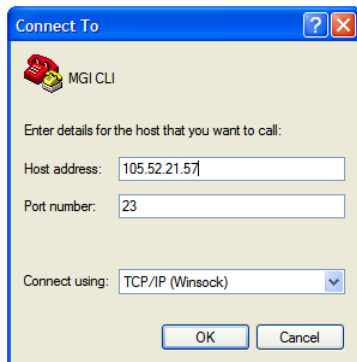 Connect To
MGI CLI
Enter details for the host that you want to call:
Host address: 105.52.21.57
Port number: 23
Connect using: TCP/IP (Winsock)
OK Cancel